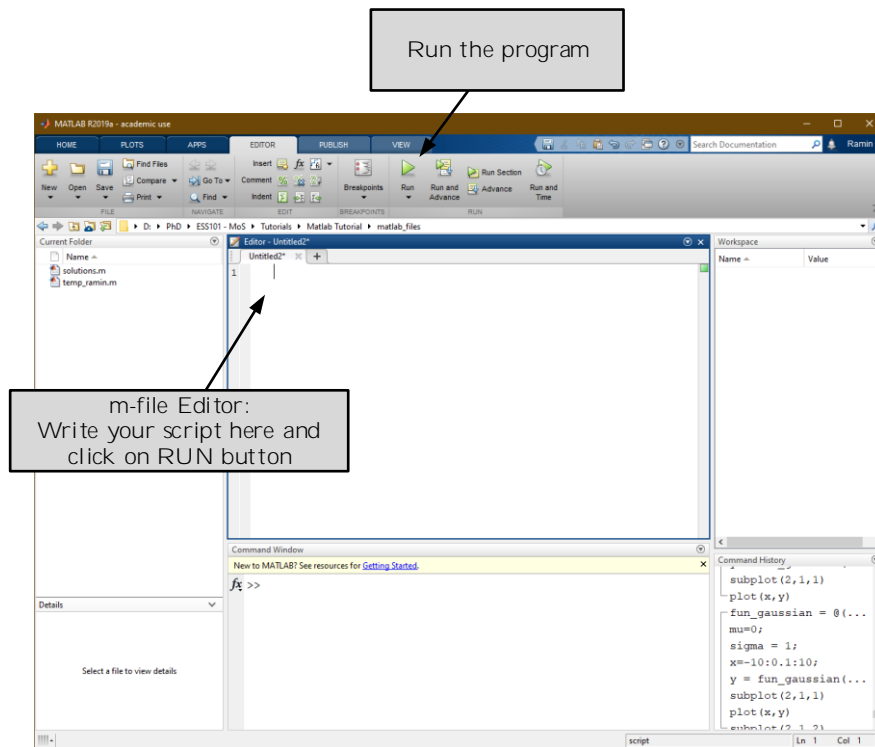 Run the program
MATLAB R2019a - academic use
HOME PLOTS APPS EDITOR PUBLISH VIEW Search Documentation Ramin
New Open Save Find Files Compare Print Go To Find Insert fx Comment Indent Breakpoints Run Run and Advance Run Section Advance Run and Time
FILE NAVIGATE EDIT BREAKPOINTS RUN
D: PhD ESS101 - MoS Tutorials Matlab Tutorial matlab_files
Current Folder
Name
solutions.m
temp_ramin.m
Editor - Untitled2*
Untitled2* +
1
Workspace
Name Value
m-file Editor:
Write your script here and
click on RUN button
Command Window
New to MATLAB? See resources for Getting Started.
fx >>
Details
Select a file to view details
Command History
subplot(2,1,1)
plot(x,y)
fun_gaussian = @(...
mu=0;
sigma = 1;
x=-10:0.1:10;
y = fun_gaussian(...
subplot(2,1,1)
plot(x,y)
subplot(2,1,2)
script Ln 1 Col 1